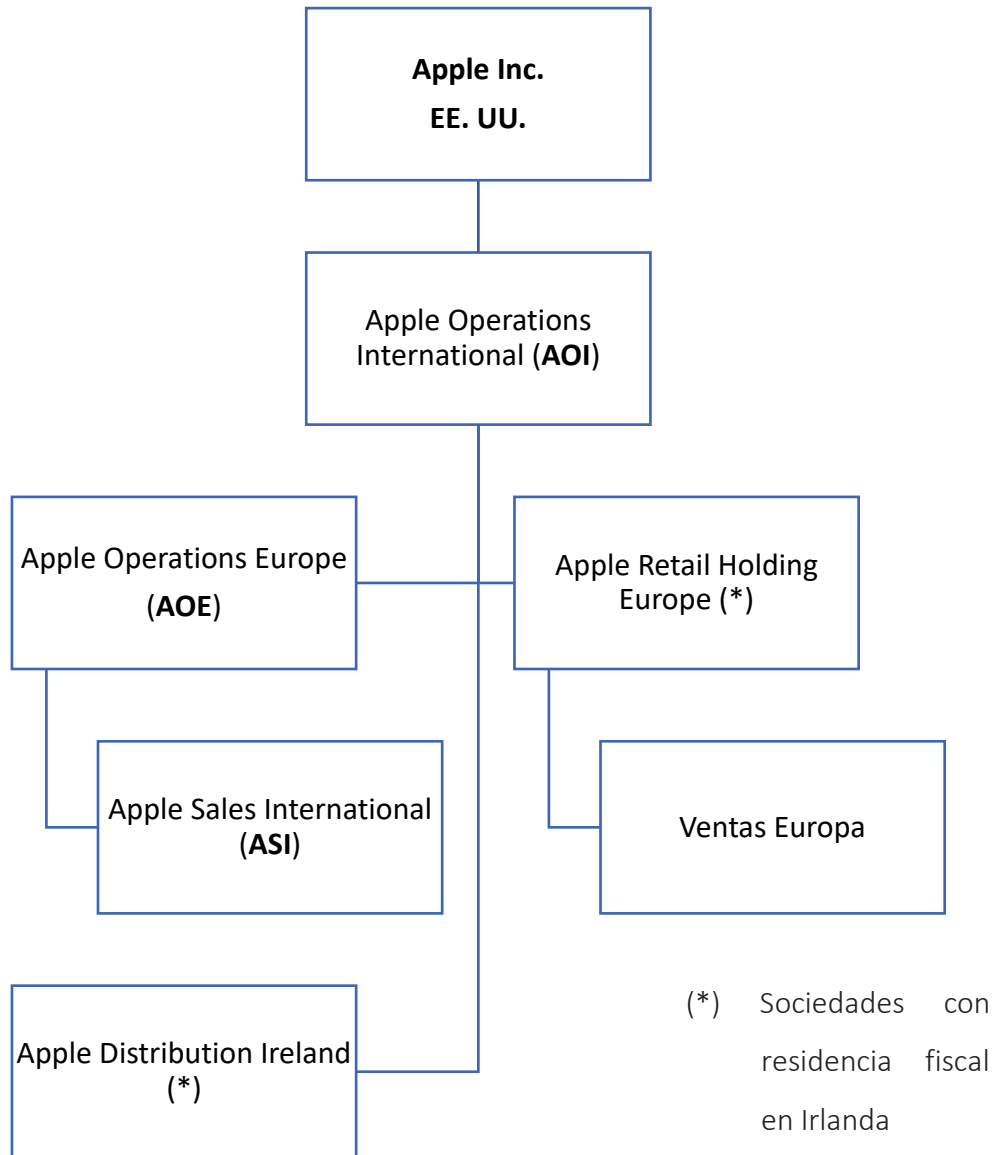 Apple Inc.
EE. UU.
Apple Operations
International (AOI)
Apple Operations Europe
(AOE)
Apple Retail Holding
Europe (*)
Apple Sales International
(ASI)
Ventas Europa
Apple Distribution Ireland
(*)
(*) Sociedades con
residencia fiscal
en Irlanda